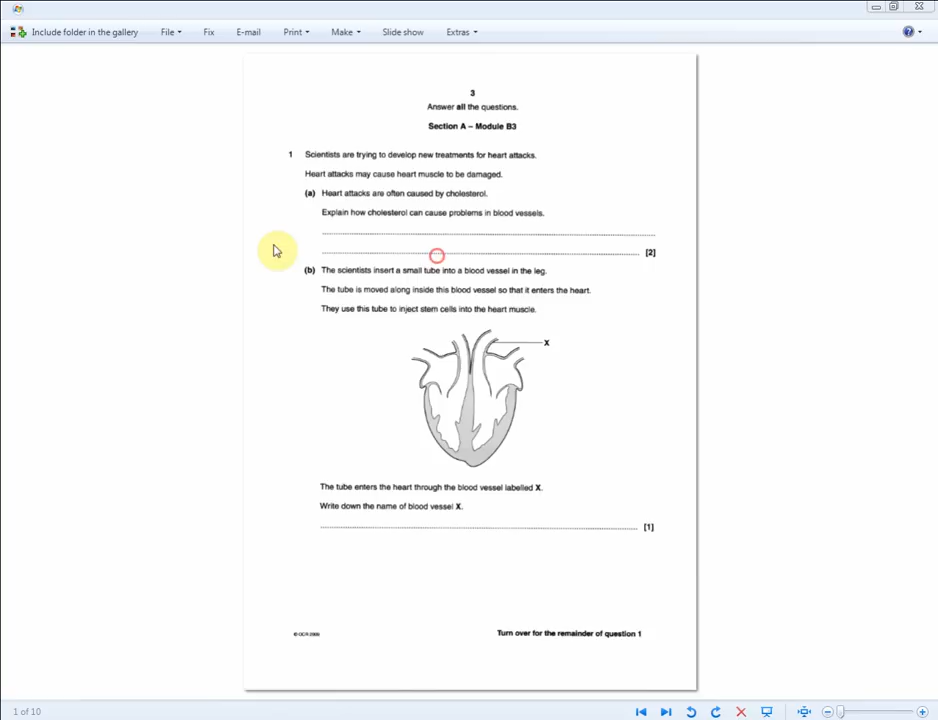 Include folder in the gallery File Fix E-mail Print Make Slide show Extras
3
Answer all the questions.
Section A – Module B3
1 Scientists are trying to develop new treatments for heart attacks.
Heart attacks may cause heart muscle to be damaged.
(a) Heart attacks are often caused by cholesterol.
Explain how cholesterol can cause problems in blood vessels.
[2]
(b) The scientists insert a small tube into a blood vessel in the leg.
The tube is moved along inside this blood vessel so that it enters the heart.
They use this tube to inject stem cells into the heart muscle.
X
The tube enters the heart through the blood vessel labelled X.
Write down the name of blood vessel X.
[1]
© OCR 2009 Turn over for the remainder of question 1
1 of 10